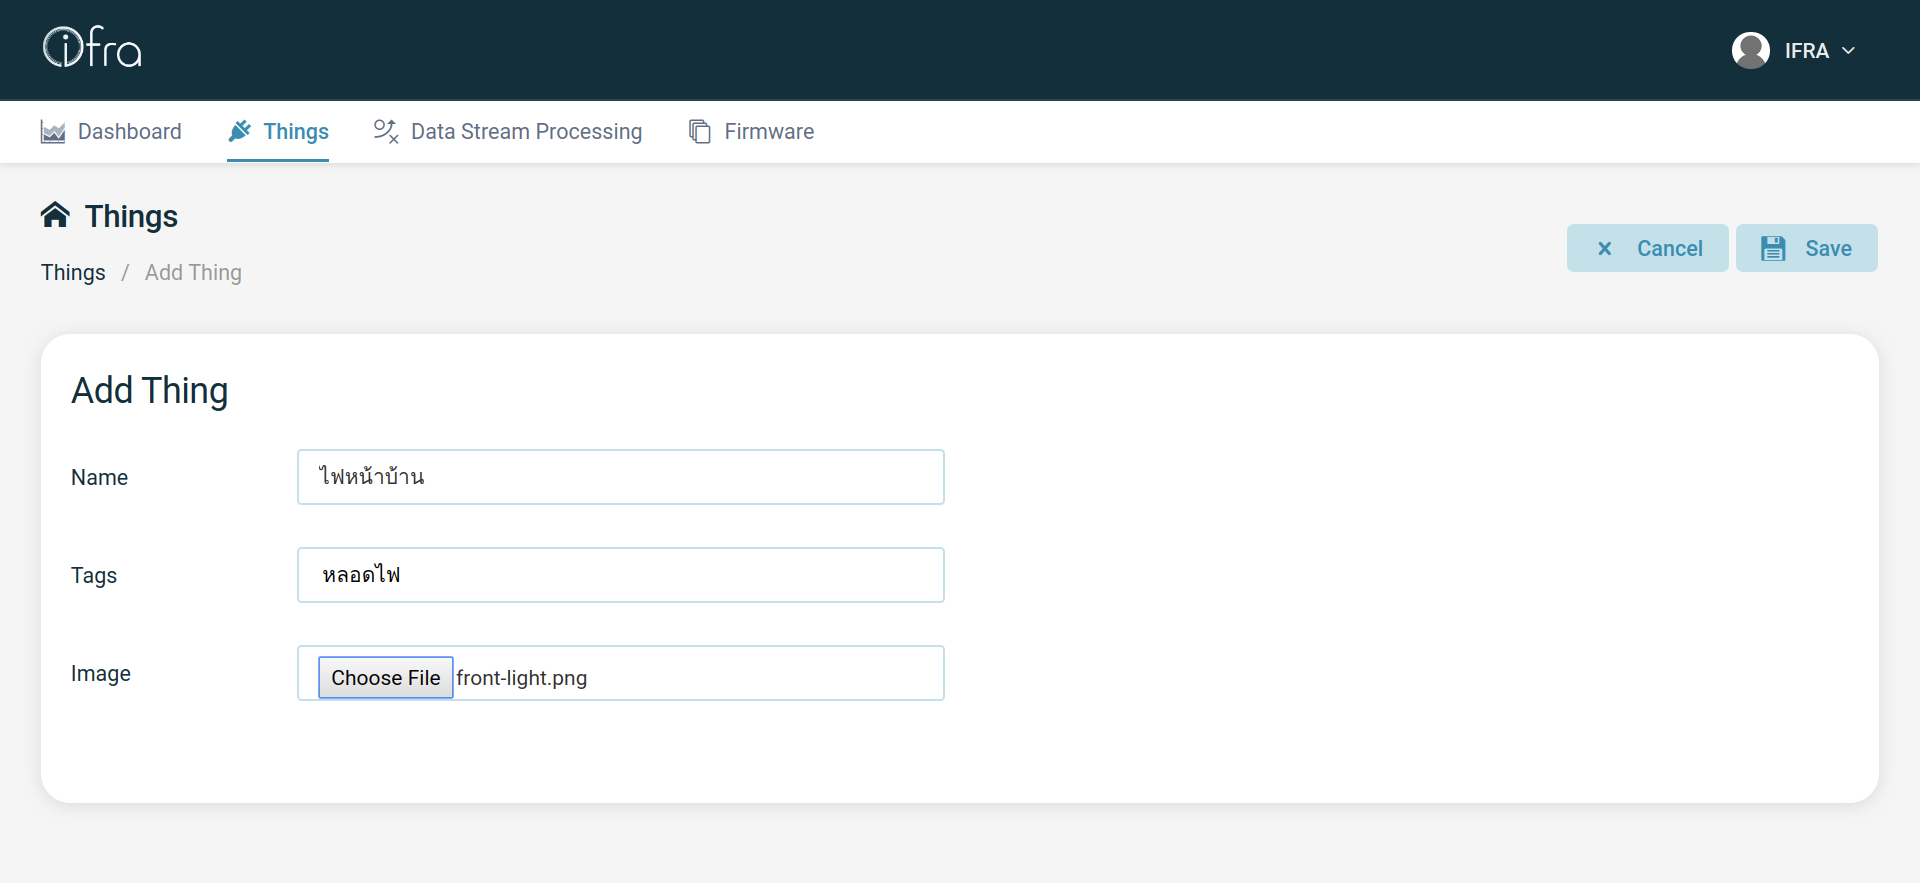 ifra
IFRA
Dashboard Things Data Stream Processing Firmware
Things
Things / Add Thing
Cancel Save
Add Thing
Name ไฟหน้าบ้าน
Tags หลอดไฟ
Image Choose File front-light.png